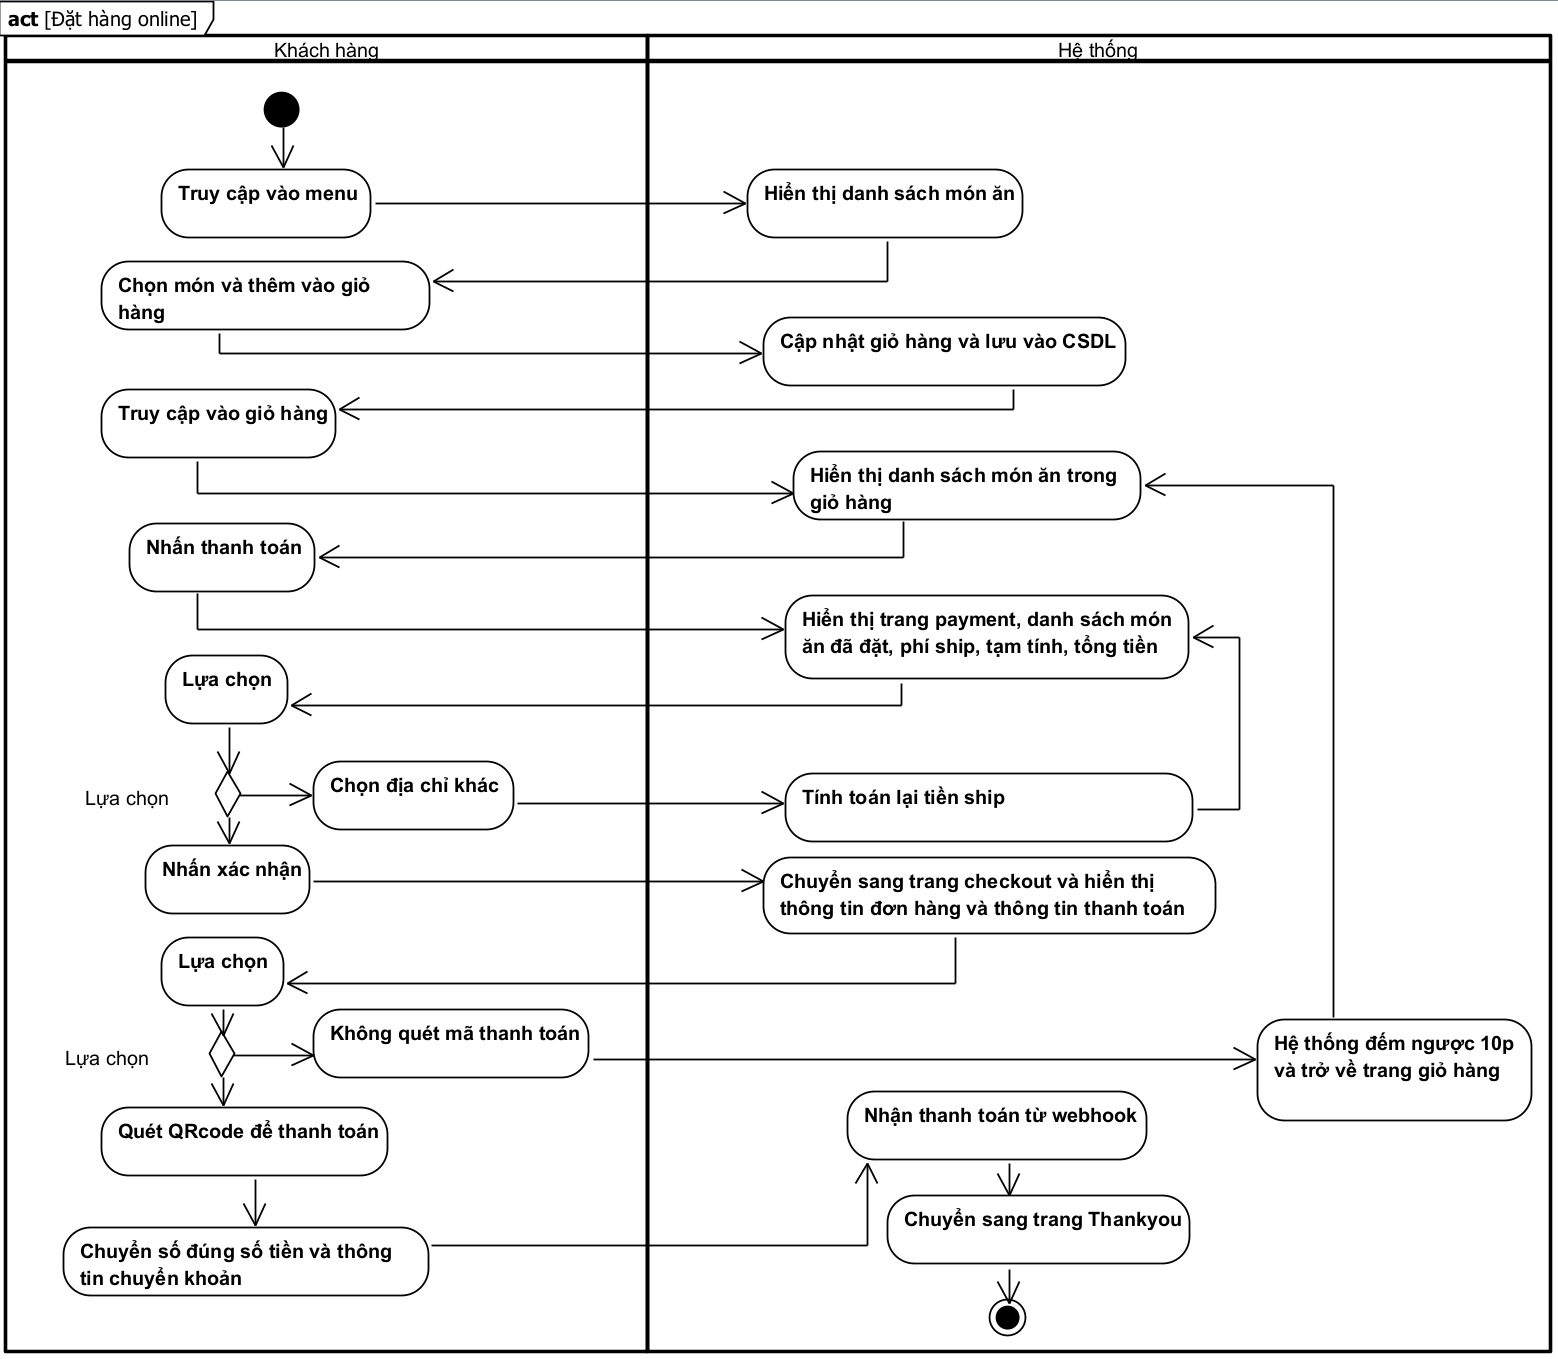 act [Đặt hàng online]
Khách hàng
Hệ thống
Truy cập vào menu
Hiển thị danh sách món ăn
Chọn món và thêm vào giỏ
hàng
Cập nhật giỏ hàng và lưu vào CSDL
Truy cập vào giỏ hàng
Hiển thị danh sách món ăn trong
giỏ hàng
Nhấn thanh toán
Hiển thị trang payment, danh sách món
ăn đã đặt, phí ship, tạm tính, tổng tiền
Lựa chọn
Lựa chọn
Chọn địa chỉ khác
Tính toán lại tiền ship
Nhấn xác nhận
Chuyển sang trang checkout và hiển thị
thông tin đơn hàng và thông tin thanh toán
Lựa chọn
Lựa chọn
Không quét mã thanh toán
Hệ thống đếm ngược 10p
và trở về trang giỏ hàng
Quét QRcode để thanh toán
Nhận thanh toán từ webhook
Chuyển sang trang Thankyou
Chuyển số đúng số tiền và thông
tin chuyển khoản